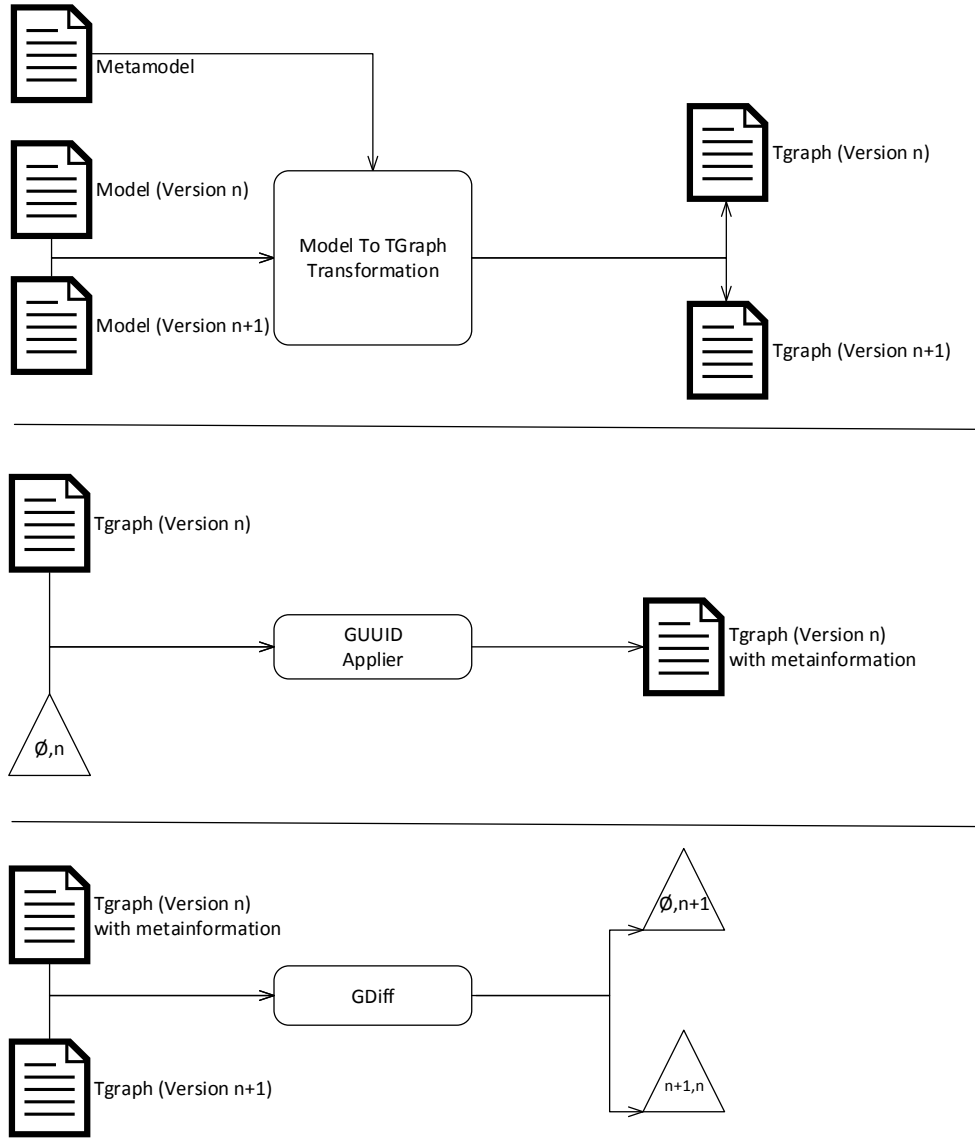 Metamodel
Model (Version n)
Model (Version n+1)
Model To TGraph
Transformation
Tgraph (Version n)
Tgraph (Version n+1)
Tgraph (Version n)
GUUID
Applier
Tgraph (Version n)
with metainformation
Ø,n
Tgraph (Version n)
with metainformation
GDiff
Ø,n+1
Tgraph (Version n+1)
n+1,n